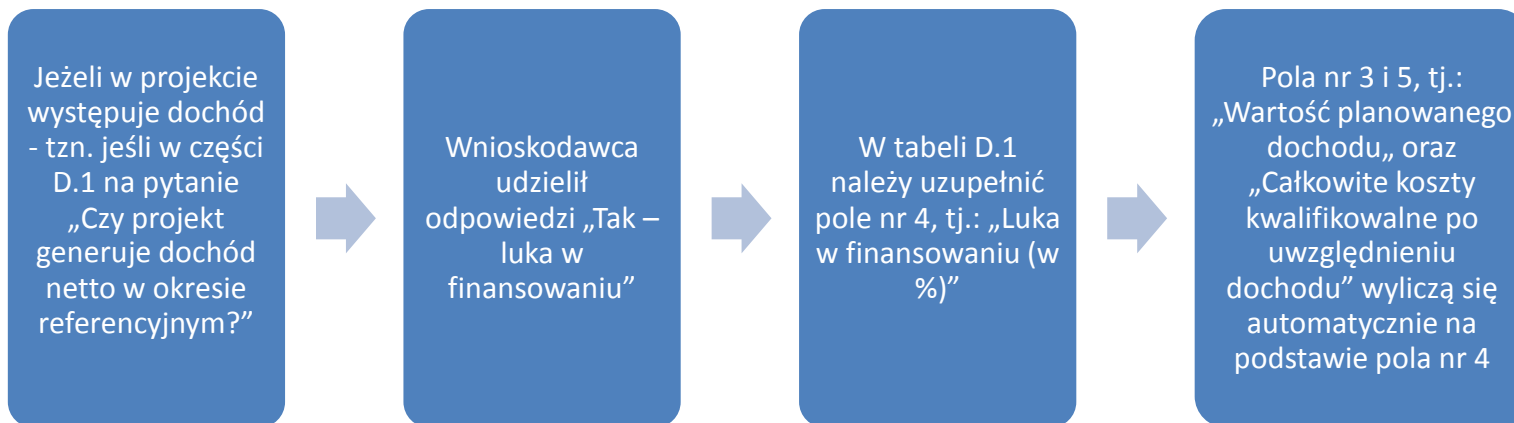 Jeżeli w projekcie
występuje dochód
- tzn. jeśli w części
D.1 na pytanie
„Czy projekt
generuje dochód
netto w okresie
referencyjnym?”
Wnioskodawca
udzielił
odpowiedzi „Tak –
luka w
finansowaniu”
W tabeli D.1
należy uzupełnić
pole nr 4, tj.: „Luka
w finansowaniu (w
%)”
Pola nr 3 i 5, tj.:
„Wartość planowanego
dochodu„ oraz
„Całkowite koszty
kwalifikowalne po
uwzględnieniu
dochodu” wyliczą się
automatycznie na
podstawie pola nr 4